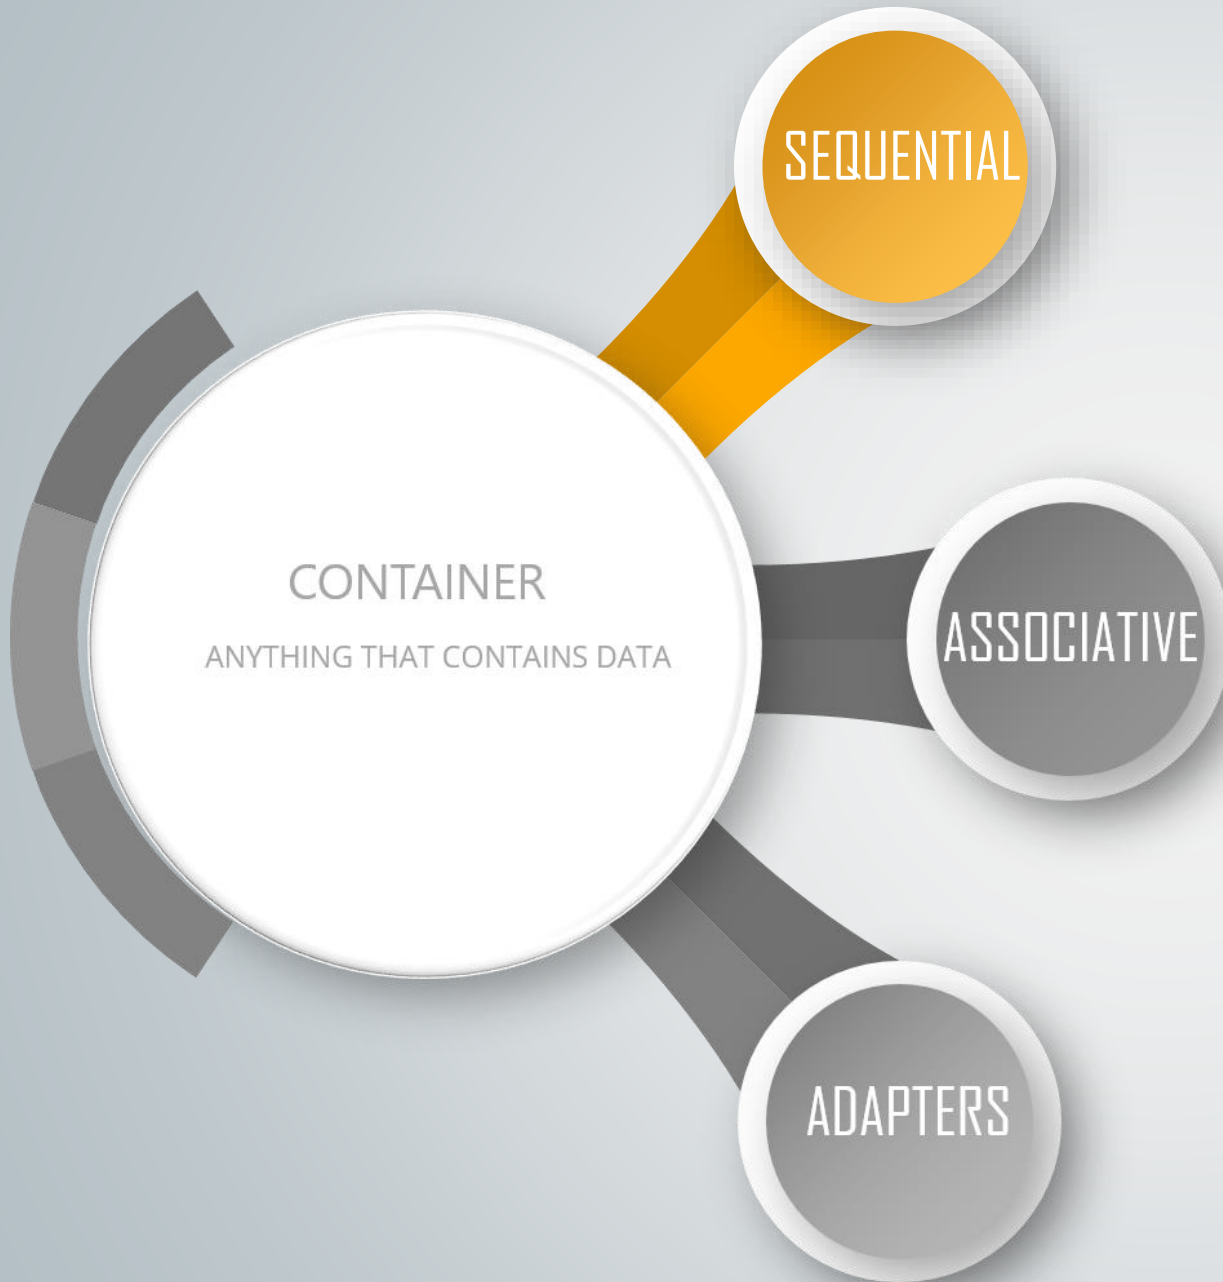 SEQUENTIAL
CONTAINER
ANYTHING THAT CONTAINS DATA
ASSOCIATIVE
ADAPTERS